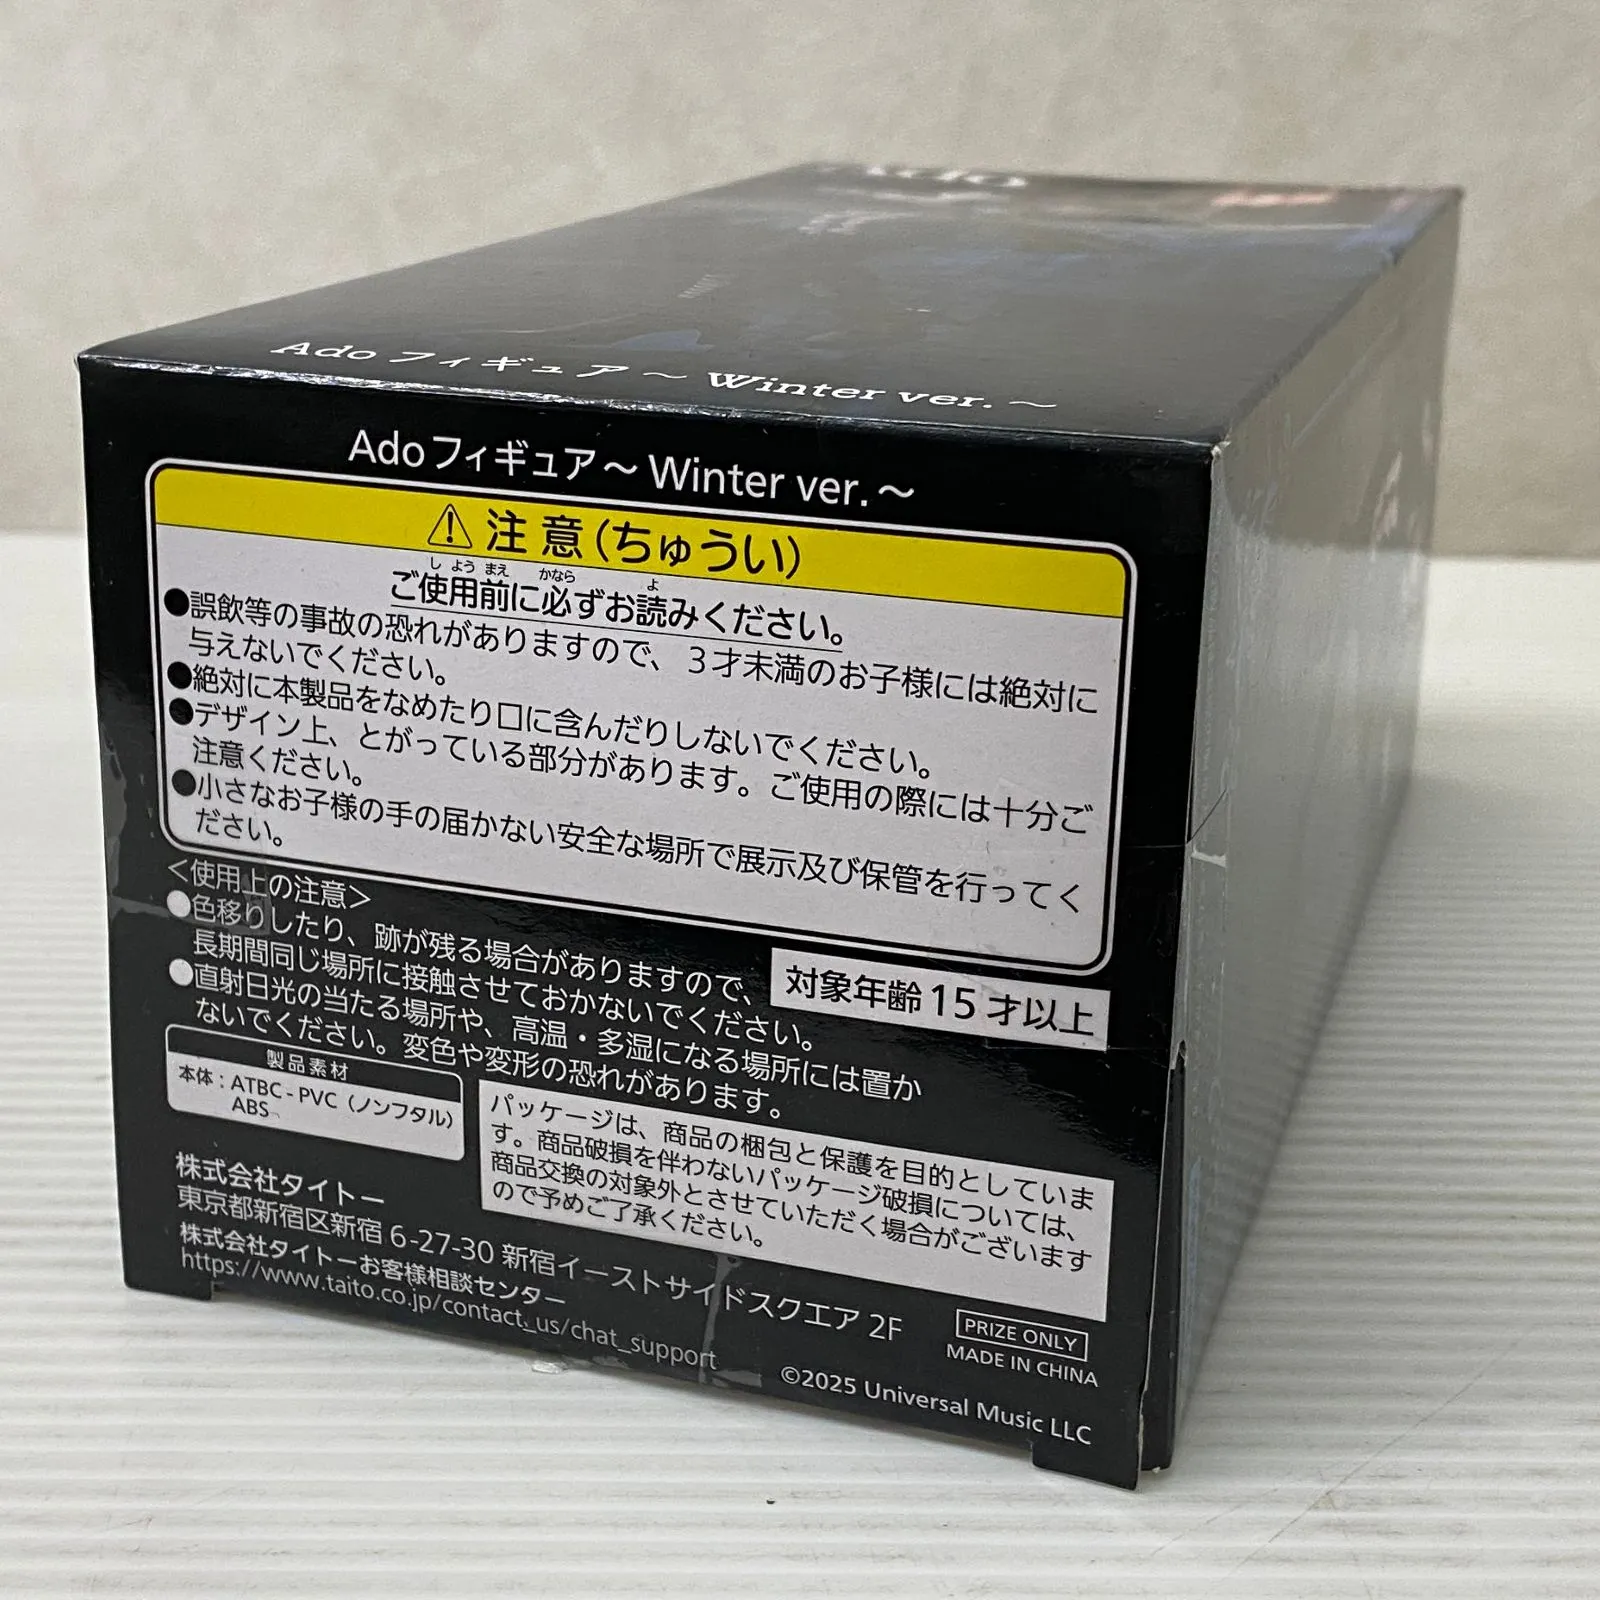 Ado
Ado フィギュア ～ Winter ver. ～
Ado フィギュア～ Winter ver. ～
注意(ちゅうい)
ご使用前に必ずお読みください。
しようまえ かなら よ
●誤飲等の事故の恐れがありますので、3才未満のお子様には絶対に
与えないでください。
●絶対に本製品をなめたり口に含んだりしないでください。
●デザイン上、とがっている部分があります。ご使用の際には十分ご
注意ください。
●小さなお子様の手の届かない安全な場所で展示及び保管を行ってく
ださい。
＜使用上の注意＞
●色移りしたり、跡が残る場合がありますので、
長期間同じ場所に接触させておかないでください。
●直射日光の当たる場所や、高温・多湿になる場所には置か
ないでください。変色や変形の恐れがあります。
対象年齢 15 才以上
製品素材
本体：ATBC - PVC（ノンフタル）
ABS
パッケージは、商品の梱包と保護を目的としていま
す。商品破損を伴わないパッケージ破損については、
商品交換の対象外とさせていただく場合がございます
ので予めご了承ください。
株式会社タイトー
東京都新宿区新宿 6-27-30 新宿イーストサイドスクエア 2F
株式会社タイトーお客様相談センター
https://www.taito.co.jp/contact_us/chat_support
PRIZE ONLY
MADE IN CHINA
©2025 Universal Music LLC